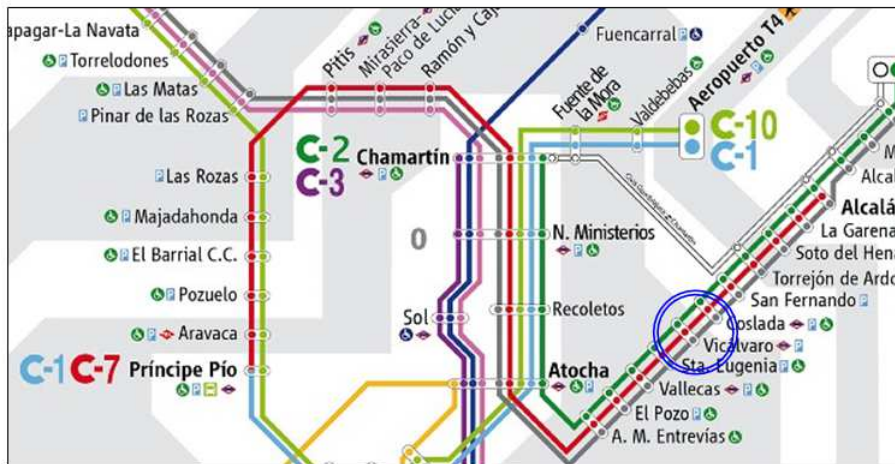 apagar-La Navata
Torrelodones
Las Matas
Pinar de las Rozas
Las Rozas
Majadahonda
El Barrial C.C.
Pozuelo
Aravaca
C-1 C-7 Príncipe Pío
Pitis
Mirasierra-
Paco de Lucía
Ramón y Caj
Fuencarral
C-2 Chamartín
C-3
0
Sol
Fuente de
la Mora
Valdebebas
Aeropuerto T4
C-10
C-1
N. Ministerios
Recoletos
Atocha
M
Alcal
Alcalá
La Garena
Soto del Hena
Torrejón de Ardo
San Fernando
Coslada
Vicálvaro
Sta. Eugenia
Vallecas
El Pozo
A. M. Entrevías